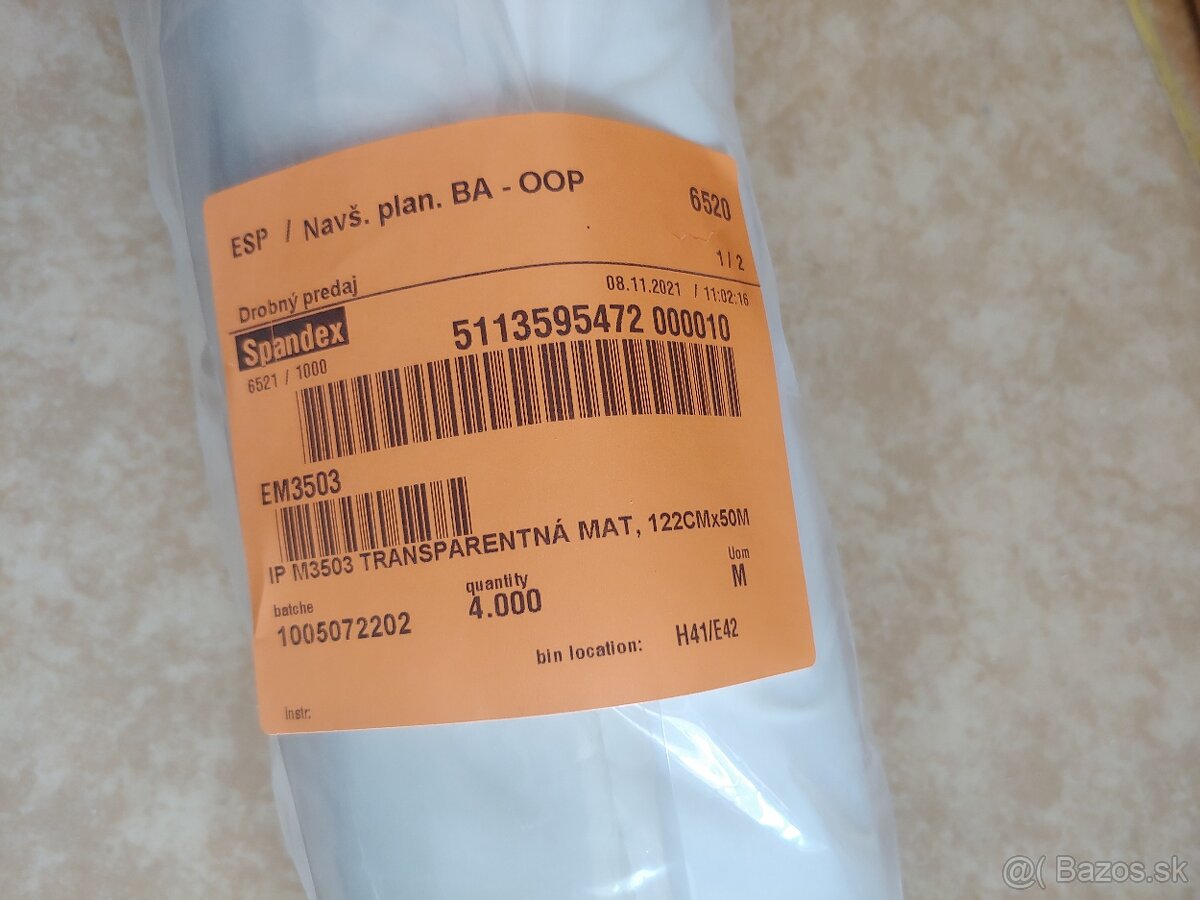 ESP / Navš. plan. BA - OOP 6520
1 / 2
Drobný predaj 08.11.2021 / 11:02:16
Spandex 5113595472 000010
6521 / 1000
EM3503
IP M3503 TRANSPARENTNÁ MAT, 122CMx50M
batche quantity Uom
1005072202 4.000 M
bin location: H41/E42
instr:
@( Bazos.sk